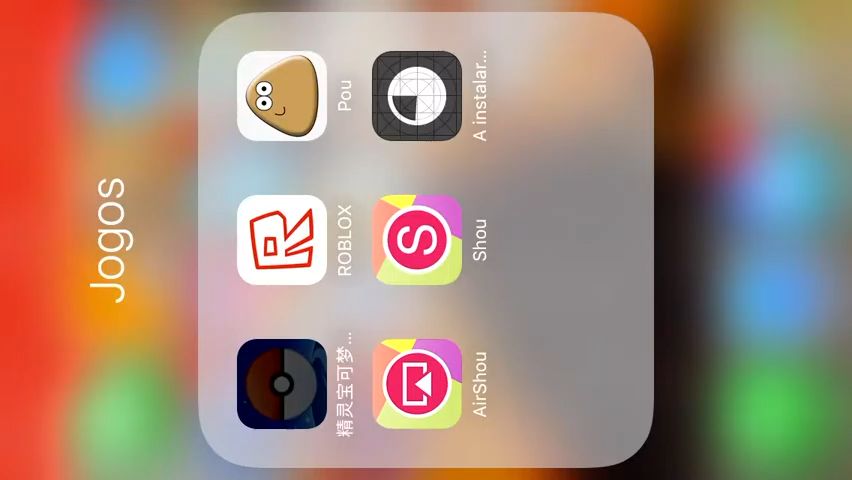 Jogos
精灵宝可梦... ROBLOX Pou
AirShou Shou A instalar...